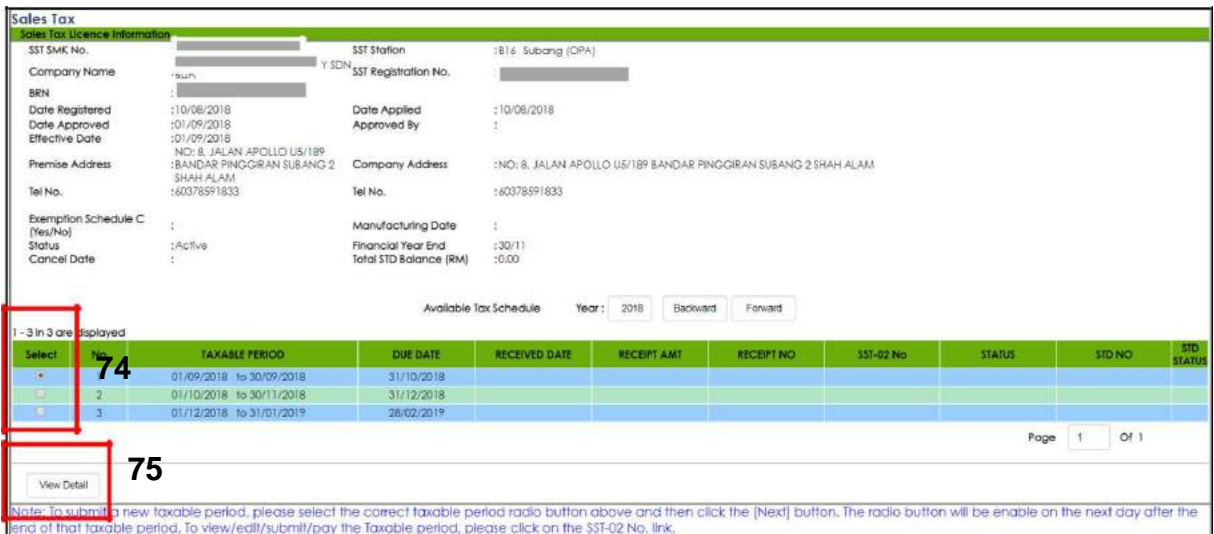 Sales Tax
Sales Tax Licence Information
SST SMK No. : SST Station :B16 Subang (OPA)
Company Name : Y SDN SST Registration No. :
BRN :
Date Registered :10/08/2018 Date Applied :10/08/2018
Date Approved :01/09/2018 Approved By :
Effective Date :01/09/2018
Premise Address :NO: 8, JALAN APOLLO U5/189 BANDAR PINGGIRAN SUBANG 2 SHAH ALAM Company Address :NO: 8, JALAN APOLLO U5/189 BANDAR PINGGIRAN SUBANG 2 SHAH ALAM
Tel No. :60378591833 Tel No. :60378591833
Exemption Schedule C (Yes/No) : Manufacturing Date :
Status :Active Financial Year End :30/11
Cancel Date : Total STD Balance (RM) :0.00
Available Tax Schedule Year : 2018 Backward Forward
1 - 3 in 3 are displayed
Select No. TAXABLE PERIOD DUE DATE RECEIVED DATE RECEIPT AMT RECEIPT NO SST-02 No STATUS STD NO STD STATUS
74
01/09/2018 to 30/09/2018 31/10/2018
2 01/10/2018 to 30/11/2018 31/12/2018
3 01/12/2018 to 31/01/2019 28/02/2019
Page 1 Of 1
75
View Detail
Note: To submit a new taxable period, please select the correct taxable period radio button above and then click the [Next] button. The radio button will be enable on the next day after the
end of that taxable period. To view/edit/submit/pay the Taxable period, please click on the SST-02 No. link.